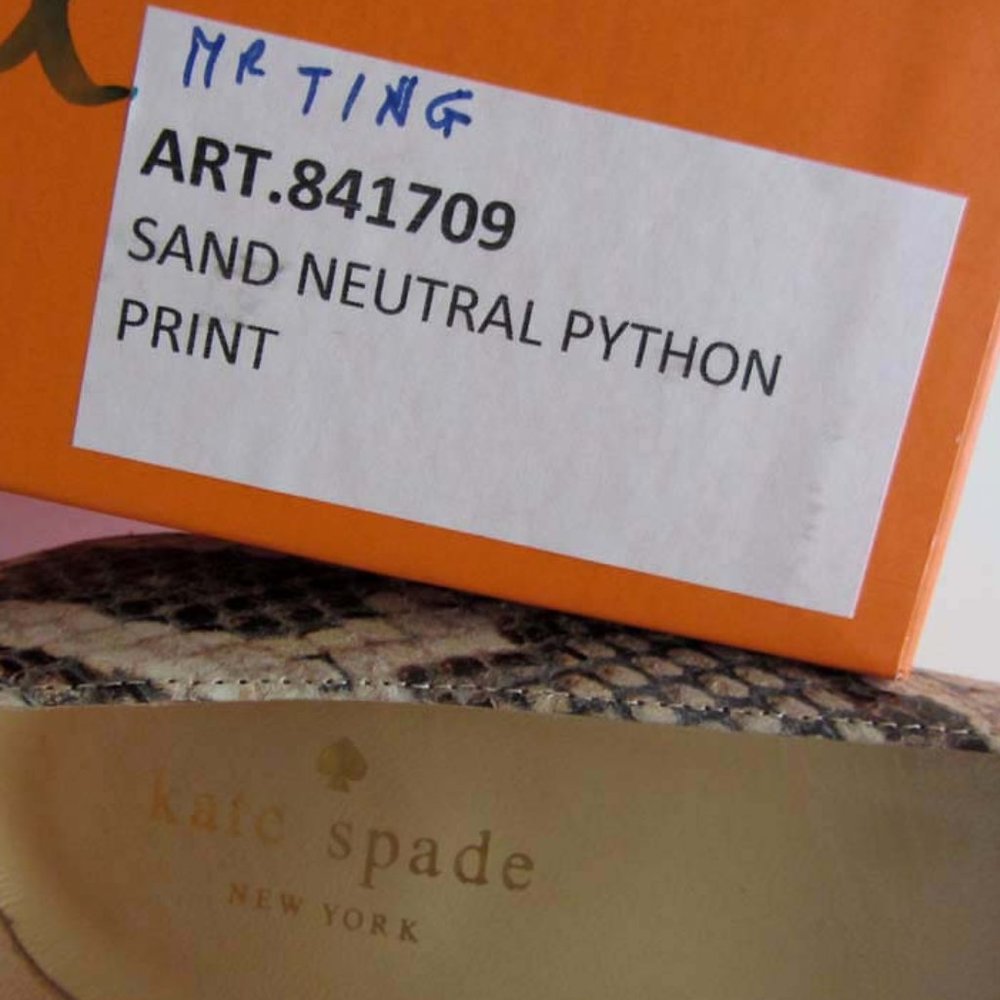 MR TING
ART.841709
SAND NEUTRAL PYTHON
PRINT
kate spade
NEW YORK